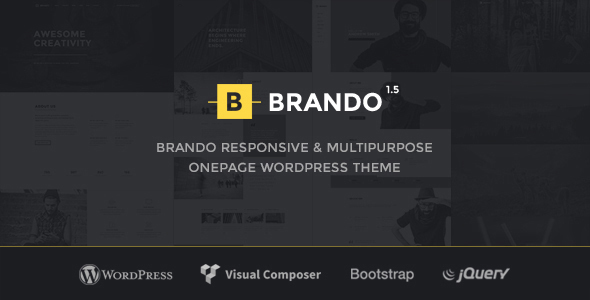 AWESOME
CREATIVITY
B BRANDO 1.5
BRANDO RESPONSIVE & MULTIPURPOSE
ONEPAGE WORDPRESS THEME
WORDPRESS Visual Composer Bootstrap jQuery